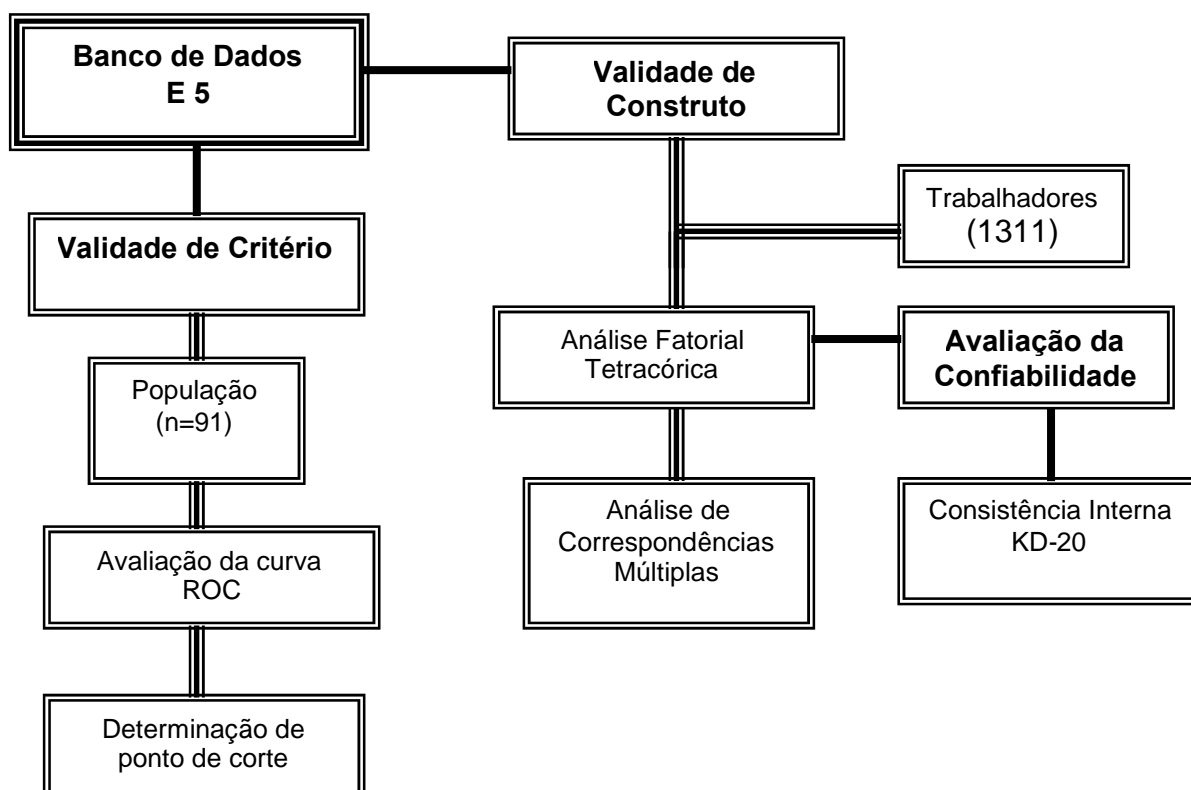 Banco de Dados
E 5
Validade de
Construto
Trabalhadores
(1311)
Validade de Critério
Análise Fatorial
Tetracórica
Avaliação da
Confiabilidade
População
(n=91)
Análise de
Correspondências
Múltiplas
Consistência Interna
KD-20
Avaliação da curva
ROC
Determinação de
ponto de corte